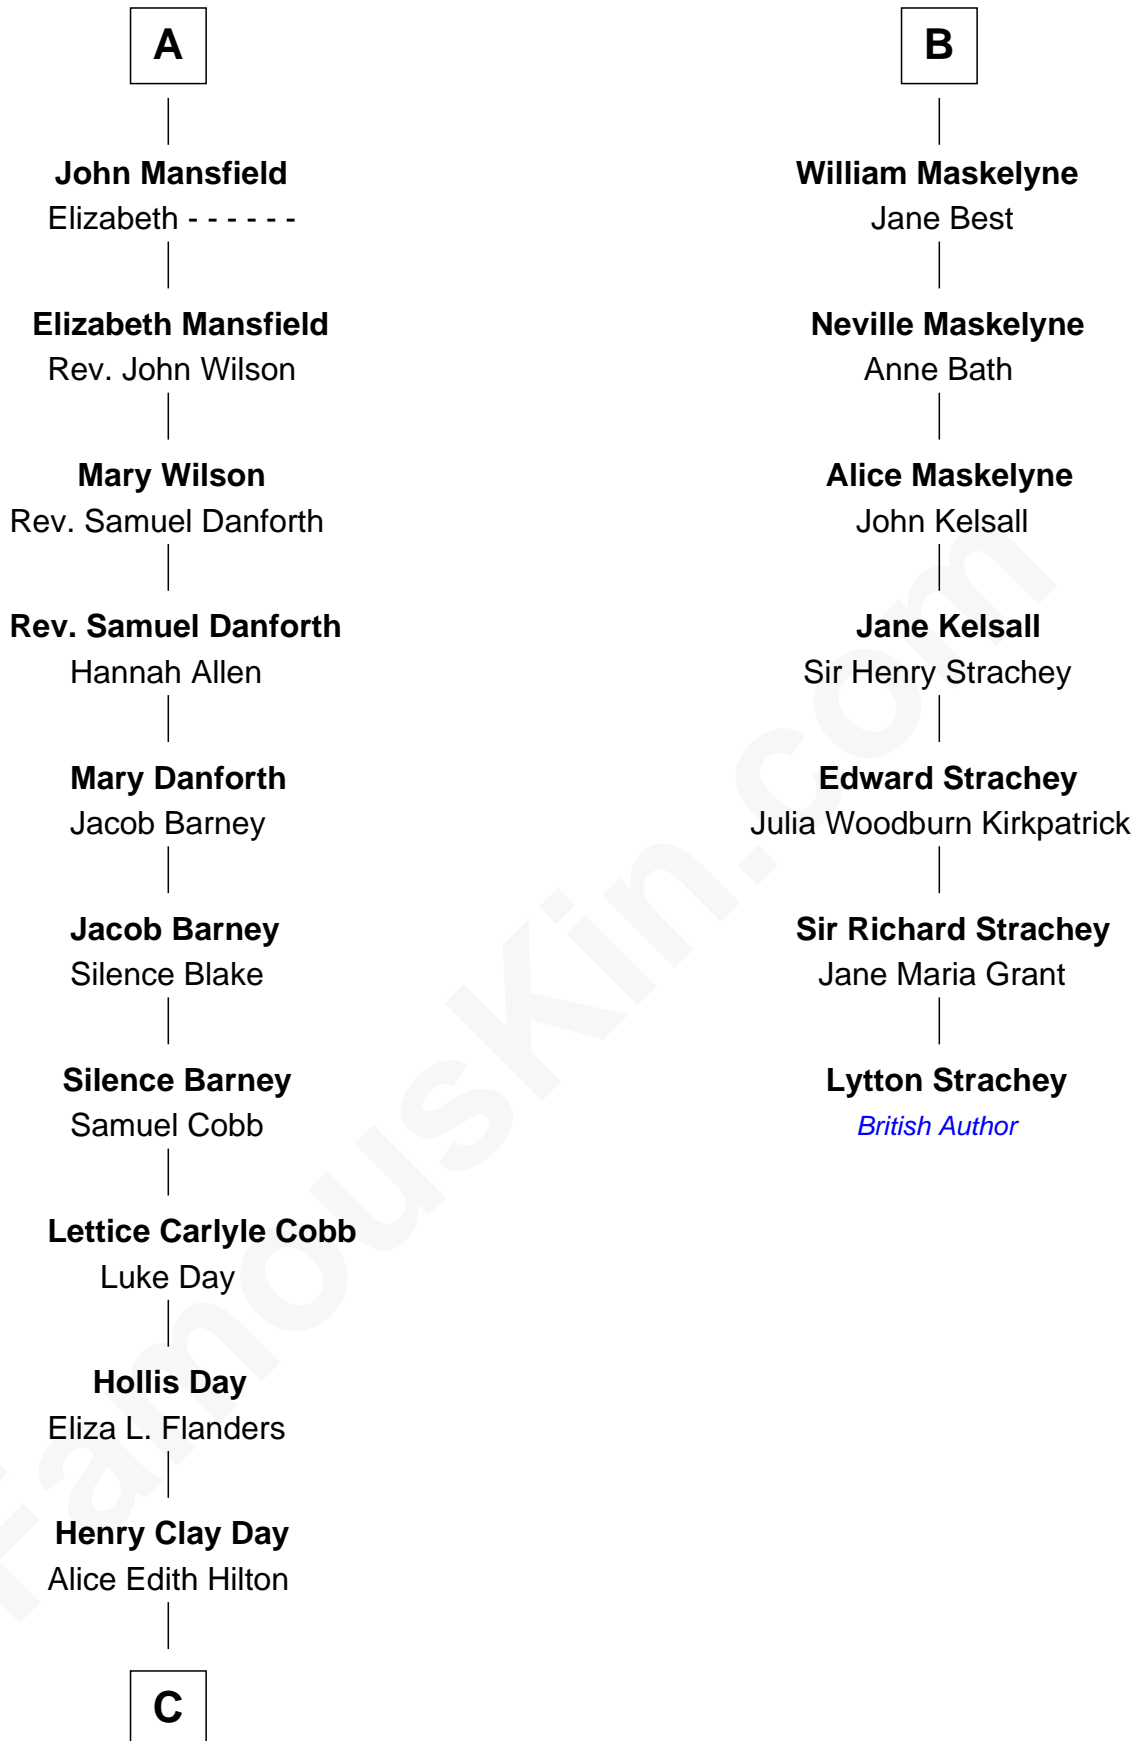 A
John Mansfield
Elizabeth - - - - - -
Elizabeth Mansfield
Rev. John Wilson
Mary Wilson
Rev. Samuel Danforth
Rev. Samuel Danforth
Hannah Allen
Mary Danforth
Jacob Barney
Jacob Barney
Silence Blake
Silence Barney
Samuel Cobb
Lettice Carlyle Cobb
Luke Day
Hollis Day
Eliza L. Flanders
Henry Clay Day
Alice Edith Hilton
C
B
William Maskelyne
Jane Best
Neville Maskelyne
Anne Bath
Alice Maskelyne
John Kelsall
Jane Kelsall
Sir Henry Strachey
Edward Strachey
Julia Woodburn Kirkpatrick
Sir Richard Strachey
Jane Maria Grant
Lytton Strachey
British Author
FamousKin.com